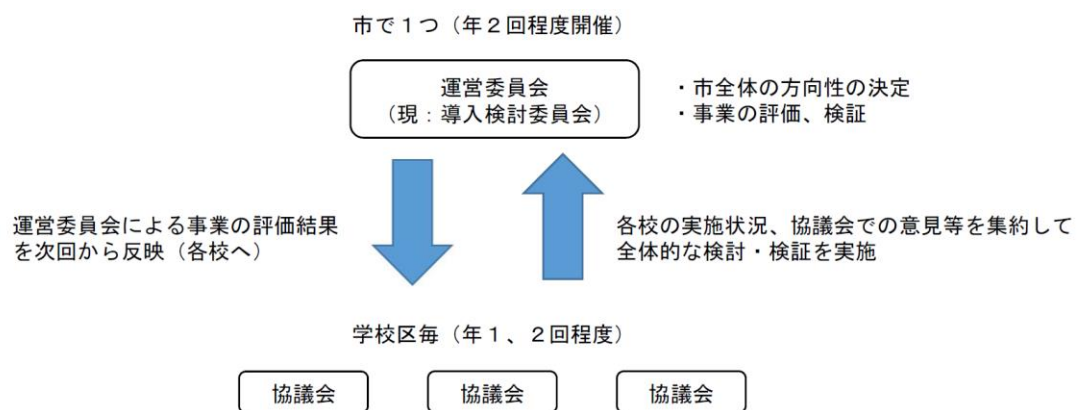 市で１つ（年２回程度開催）
運営委員会
（現：導入検討委員会）
・市全体の方向性の決定
・事業の評価、検証
運営委員会による事業の評価結果
を次回から反映（各校へ）
各校の実施状況、協議会での意見等を集約して
全体的な検討・検証を実施
学校区毎（年１、２回程度）
協議会
協議会
協議会